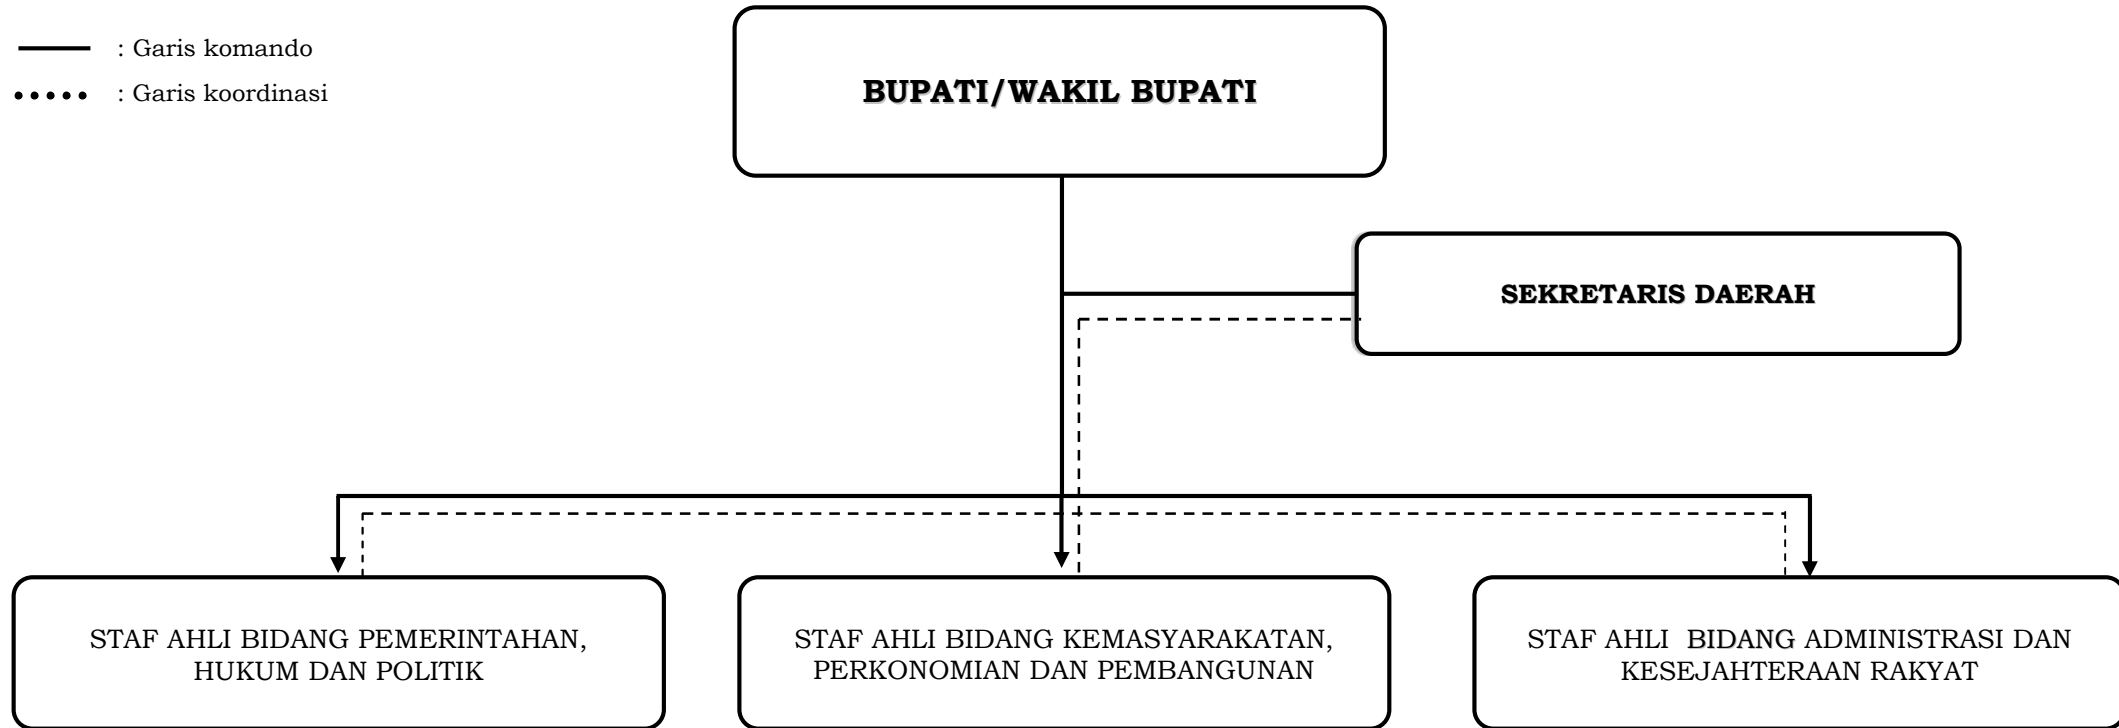 : Garis komando
: Garis koordinasi
BUPATI/WAKIL BUPATI
SEKRETARIS DAERAH
STAF AHLI BIDANG PEMERINTAHAN,
HUKUM DAN POLITIK
STAF AHLI BIDANG KEMASYARAKATAN,
PERKONOMIAN DAN PEMBANGUNAN
STAF AHLI BIDANG ADMINISTRASI DAN
KESEJAHTERAAN RAKYAT